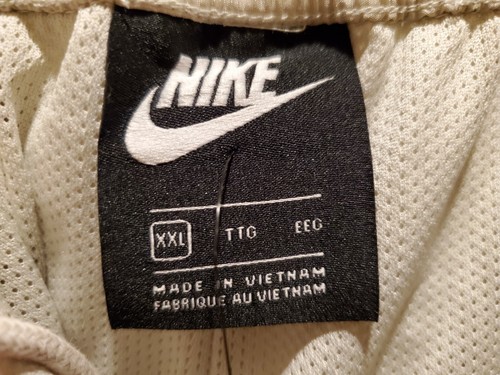 NIKE
XXL TTG EEG
MADE IN VIETNAM
FABRIQUE AU VIETNAM